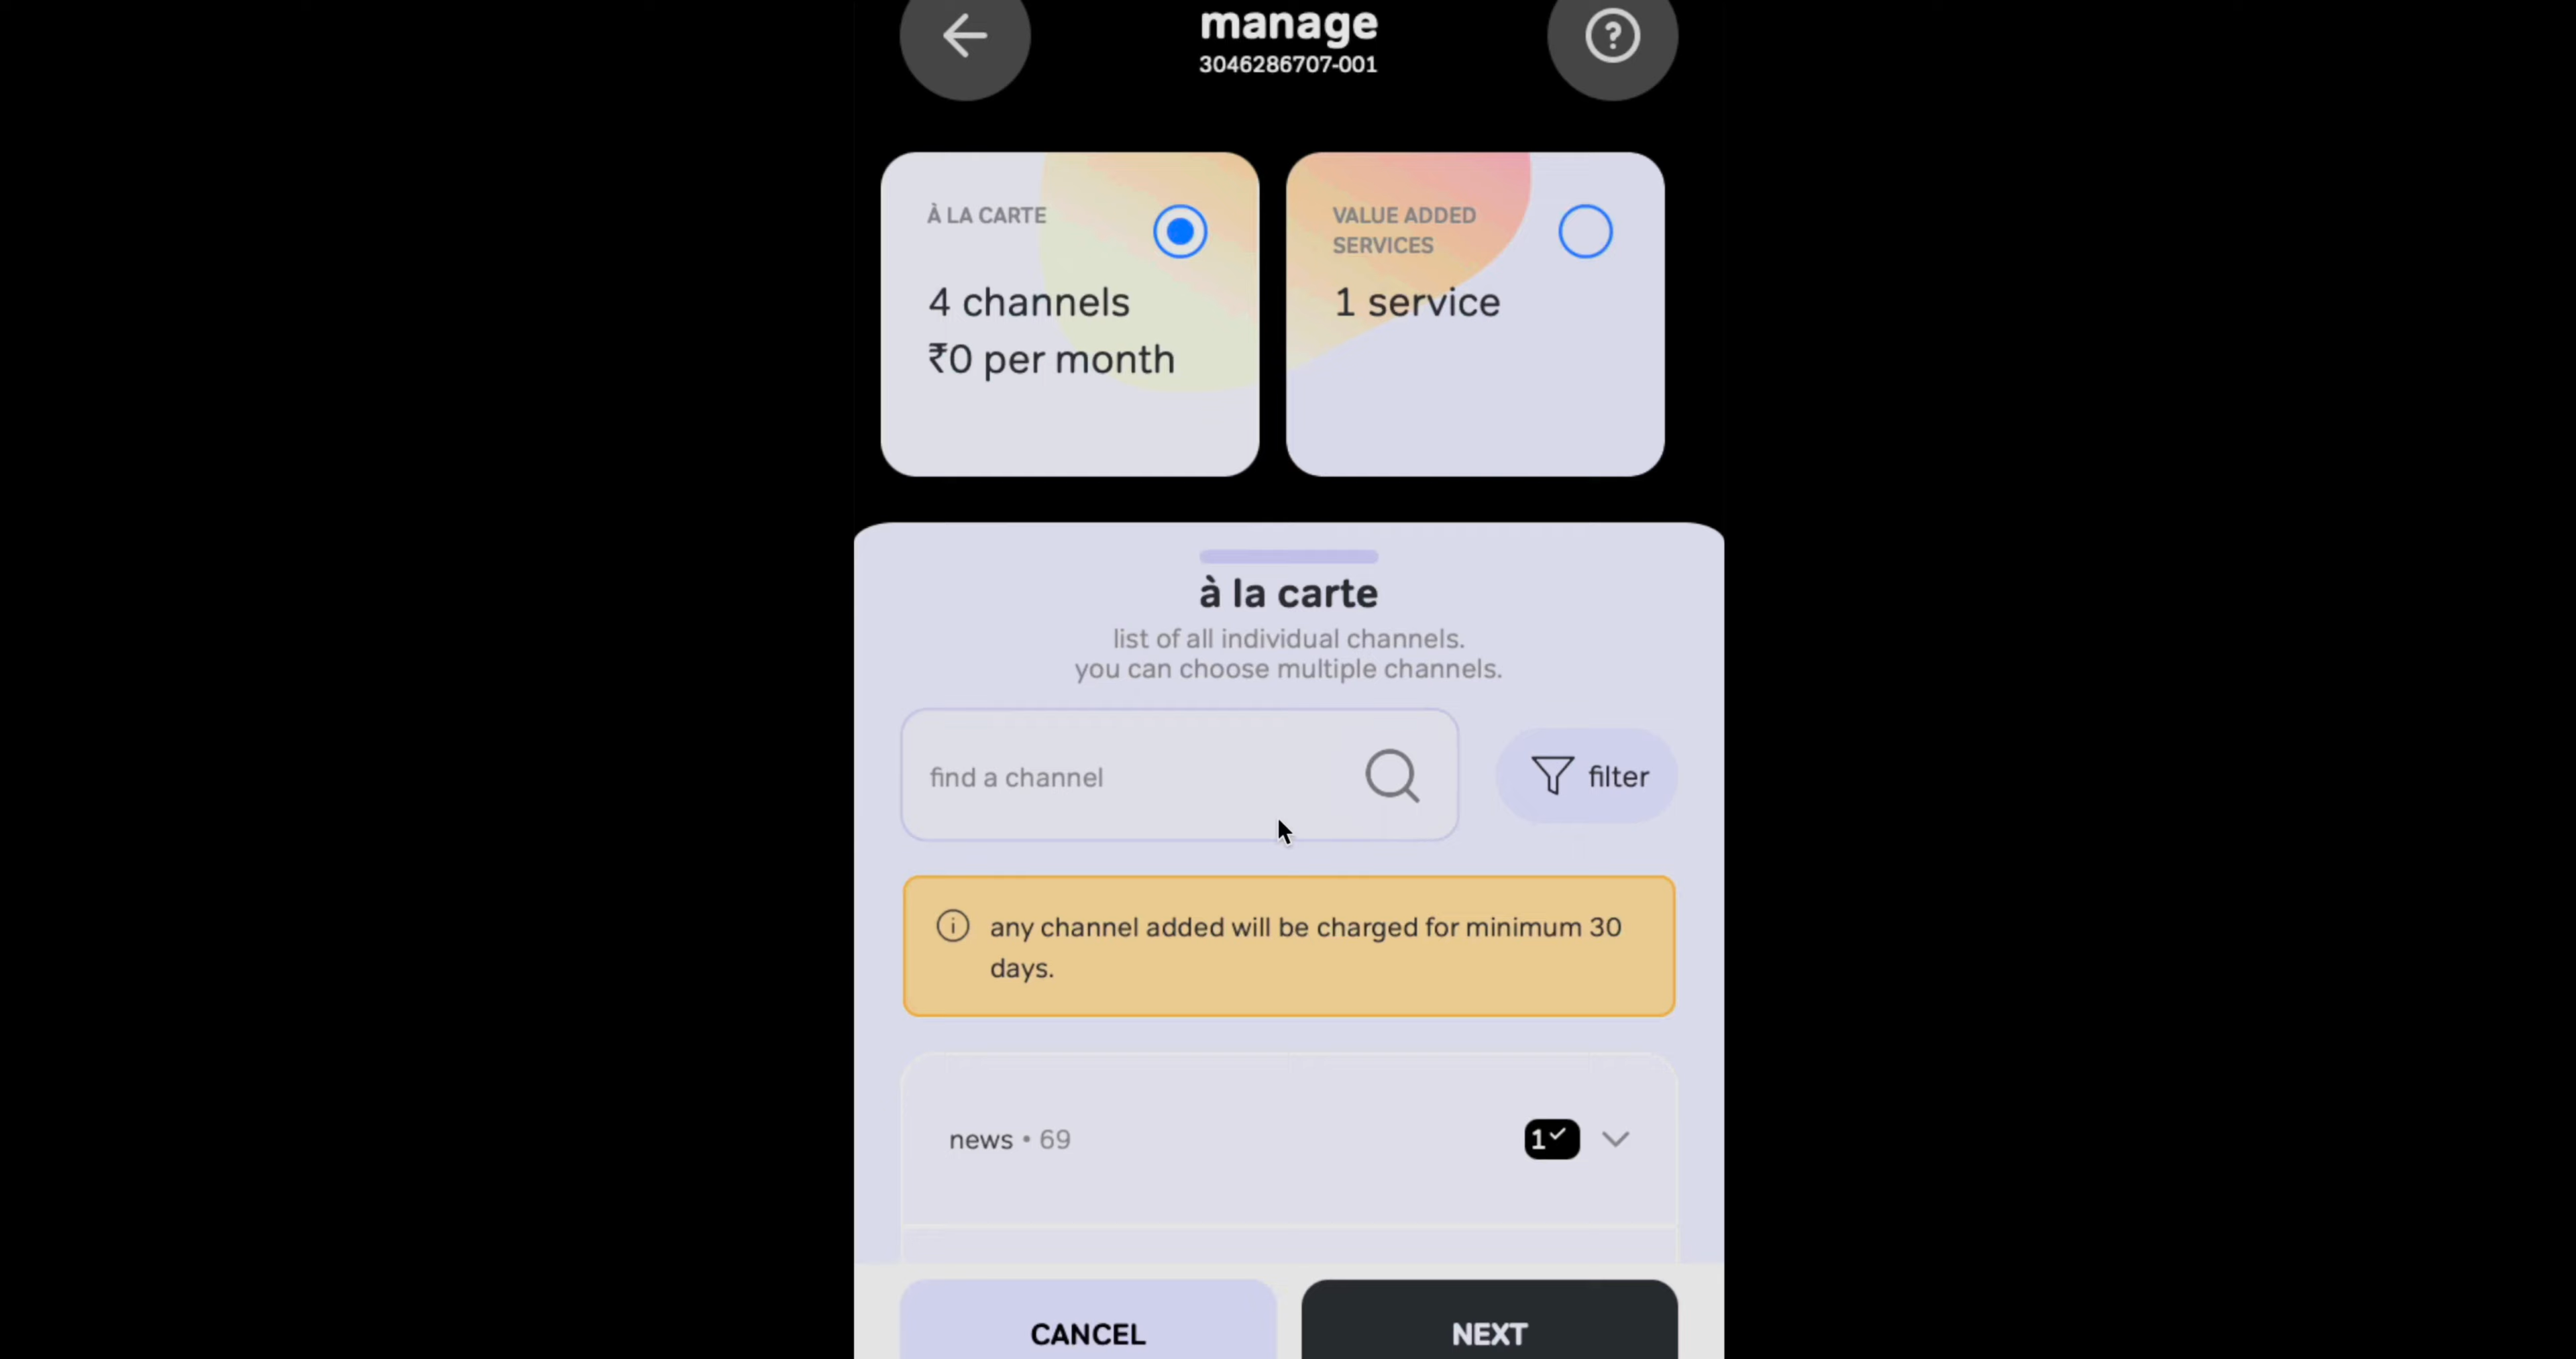 manage
3046286707-001
À LA CARTE
4 channels
₹0 per month
VALUE ADDED
SERVICES
1 service
à la carte
list of all individual channels.
you can choose multiple channels.
find a channel
filter
any channel added will be charged for minimum 30
days.
news • 69
1
CANCEL
NEXT